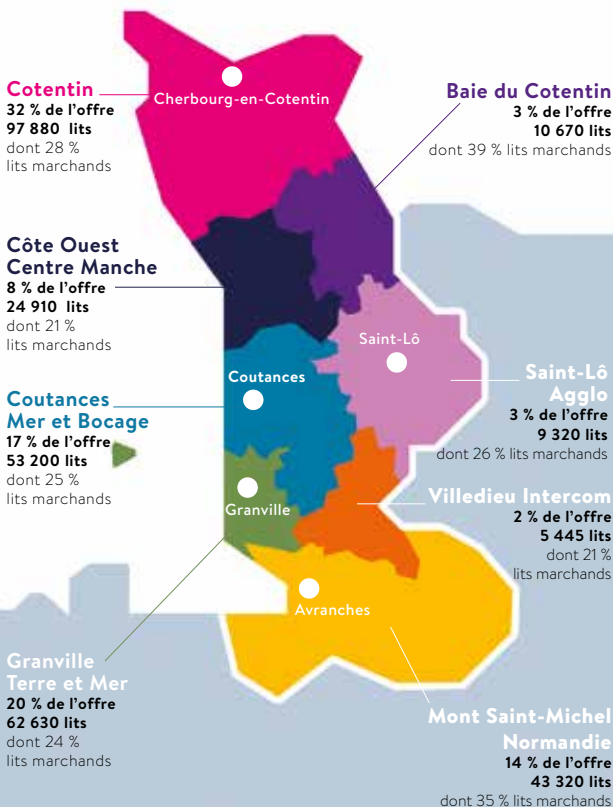 Cotentin
32 % de l'offre
97 880 lits
dont 28 %
lits marchands
Cherbourg-en-Cotentin
Baie du Cotentin
3 % de l'offre
10 670 lits
dont 39 % lits marchands
Côte Ouest
Centre Manche
8 % de l'offre
24 910 lits
dont 21 %
lits marchands
Saint-Lô
Coutances
Saint-Lô
Agglo
3 % de l'offre
9 320 lits
dont 26 % lits marchands
Coutances
Mer et Bocage
17 % de l'offre
53 200 lits
dont 25 %
lits marchands
Granville
Villedieu Intercom
2 % de l'offre
5 445 lits
dont 21 %
lits marchands
Avranches
Granville
Terre et Mer
20 % de l'offre
62 630 lits
dont 24 %
lits marchands
Mont Saint-Michel
Normandie
14 % de l'offre
43 320 lits
dont 35 % lits marchands